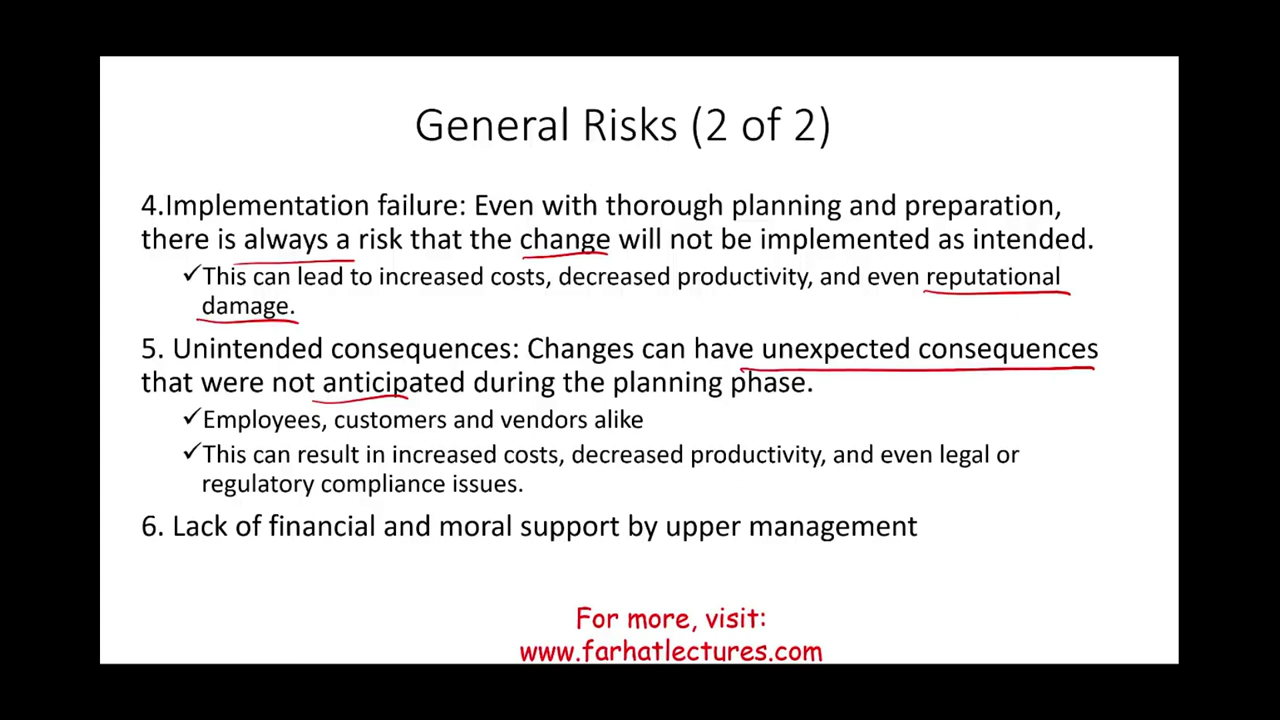 General Risks (2 of 2)
4.Implementation failure: Even with thorough planning and preparation,
there is always a risk that the change will not be implemented as intended.
✓This can lead to increased costs, decreased productivity, and even reputational
damage.
5. Unintended consequences: Changes can have unexpected consequences
that were not anticipated during the planning phase.
✓Employees, customers and vendors alike
✓This can result in increased costs, decreased productivity, and even legal or
regulatory compliance issues.
6. Lack of financial and moral support by upper management
For more, visit:
www.farhatlectures.com